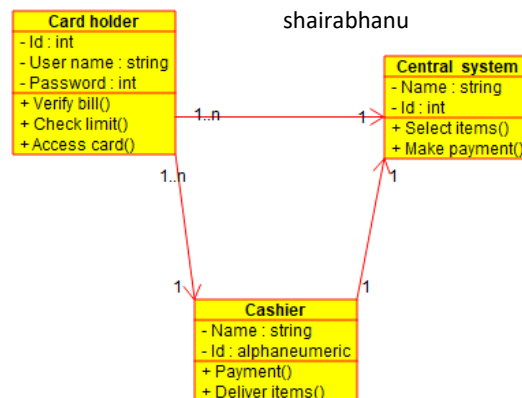 shairabhanu
Card holder
- Id : int
- User name : string
- Password : int
+ Verify bill()
+ Check limit()
+ Access card()
Central system
- Name : string
- Id : int
+ Select items()
+ Make payment()
1..n
1
1..n
1
1
1
Cashier
- Name : string
- Id : alphaneumeric
+ Payment()
+ Deliver items()